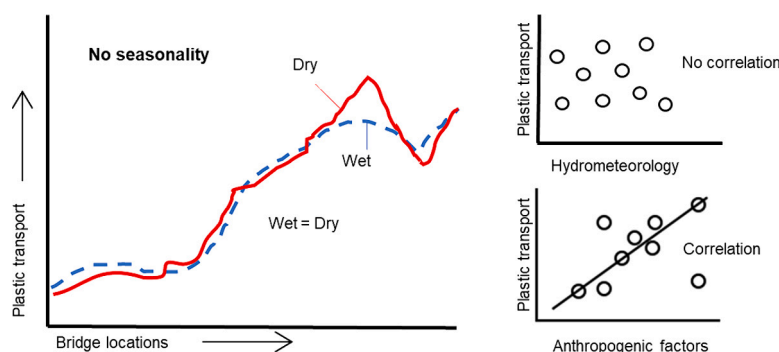 No seasonality
Dry
Wet
Wet = Dry
Plastic transport
Bridge locations
Plastic transport
No correlation
Hydrometeorology
Plastic transport
Correlation
Anthropogenic factors